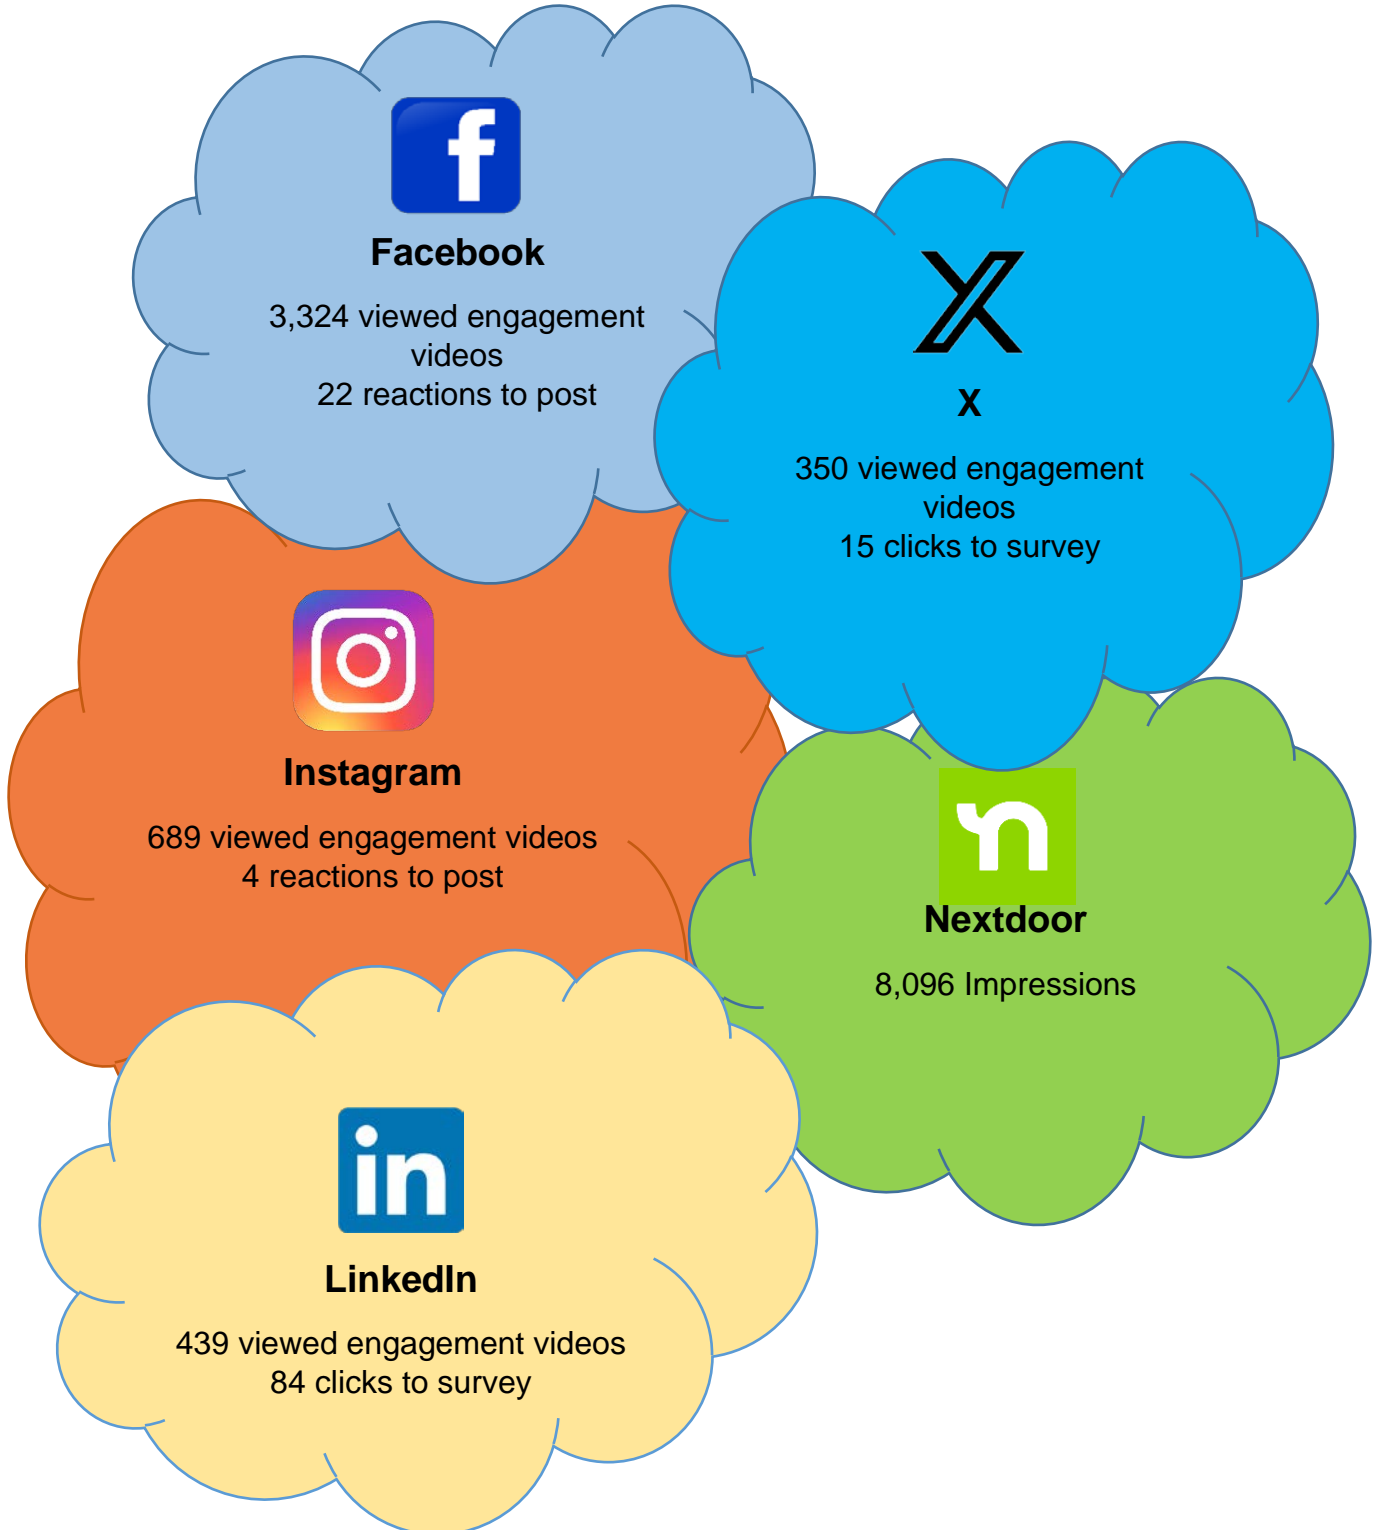 f
Facebook
3,324 viewed engagement
videos
22 reactions to post
X
X
350 viewed engagement
videos
15 clicks to survey
Instagram
689 viewed engagement videos
4 reactions to post
n
Nextdoor
8,096 Impressions
in
LinkedIn
439 viewed engagement videos
84 clicks to survey